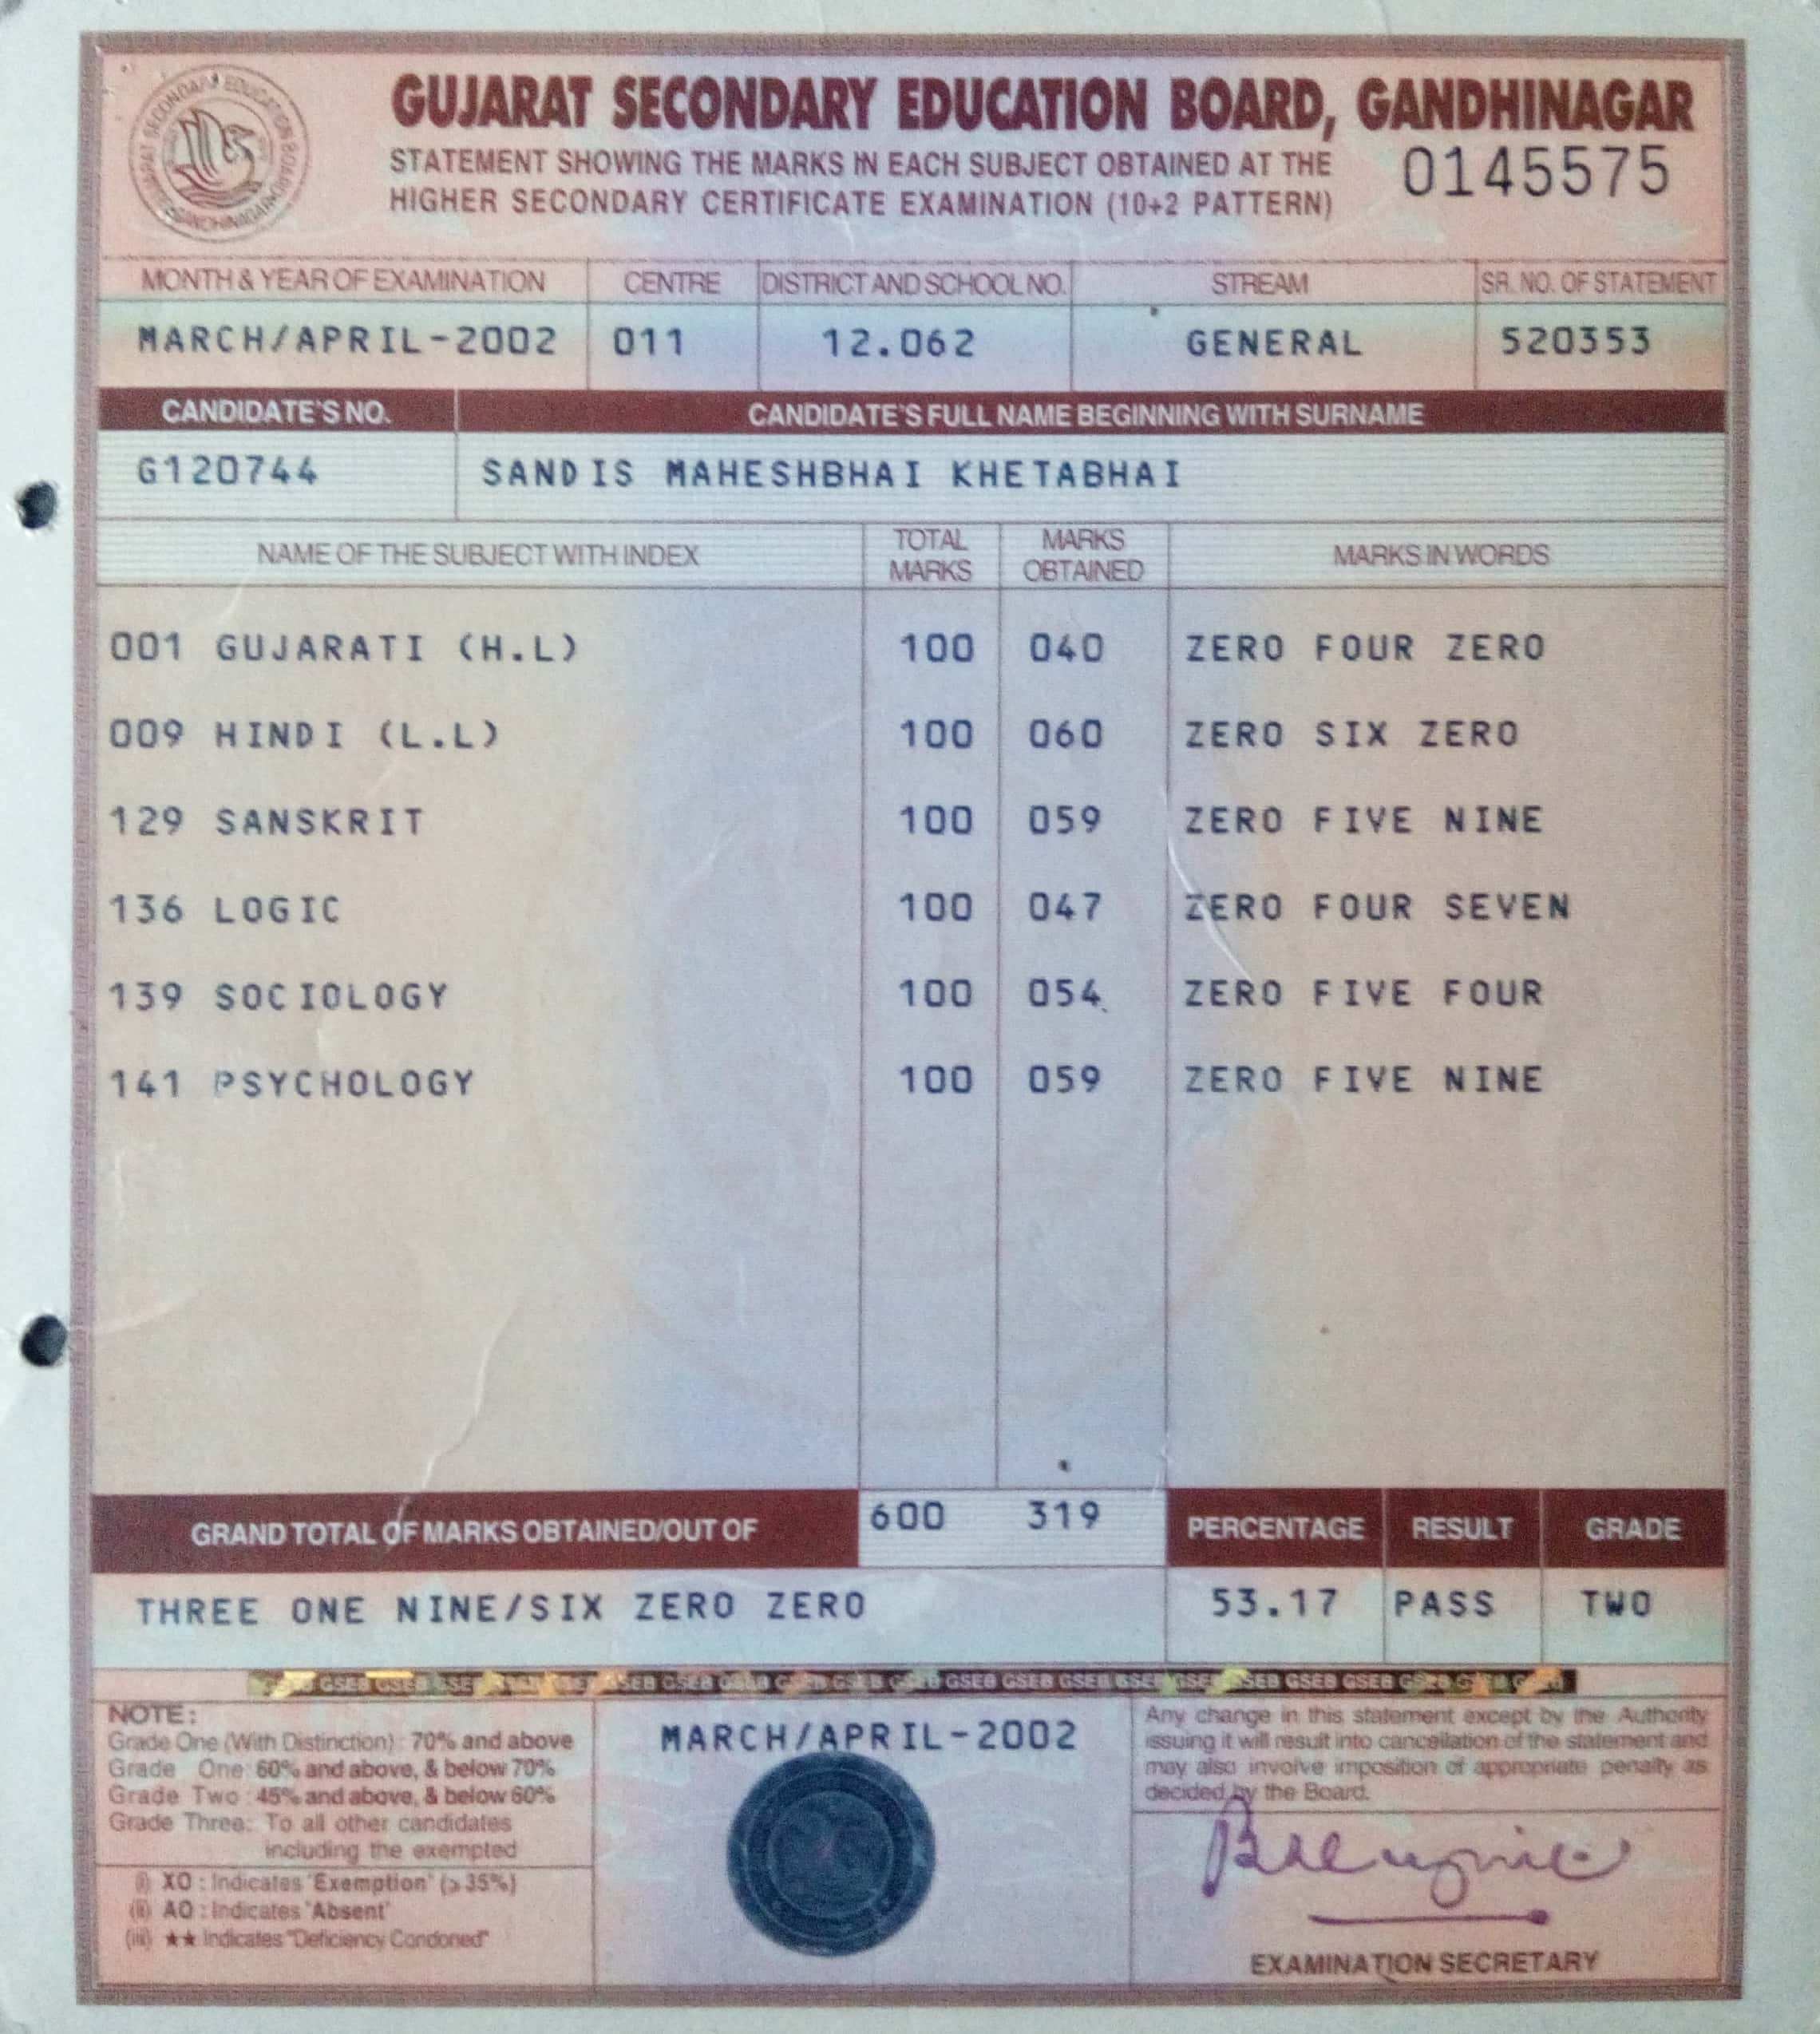 GUJARAT SECONDARY EDUCATION BOARD, GANDHINAGAR
STATEMENT SHOWING THE MARKS IN EACH SUBJECT OBTAINED AT THE
HIGHER SECONDARY CERTIFICATE EXAMINATION (10+2 PATTERN)
0145575
GUJARAT SECONDARY EDUCATION BOARD GANDHINAGAR
MONTH & YEAR OF EXAMINATION CENTRE DISTRICT AND SCHOOL NO. STREAM SR. NO. OF STATEMENT
MARCH/APRIL-2002 011 12.062 GENERAL 520353
CANDIDATE'S NO. CANDIDATE'S FULL NAME BEGINNING WITH SURNAME
G120744 SANDIS MAHESHBHAI KHETABHAI
NAME OF THE SUBJECT WITH INDEX TOTAL MARKS MARKS OBTAINED MARKS IN WORDS
001 GUJARATI (H.L) 100 040 ZERO FOUR ZERO
009 HINDI (L.L) 100 060 ZERO SIX ZERO
129 SANSKRIT 100 059 ZERO FIVE NINE
136 LOGIC 100 047 ZERO FOUR SEVEN
139 SOCIOLOGY 100 054 ZERO FIVE FOUR
141 PSYCHOLOGY 100 059 ZERO FIVE NINE
GRAND TOTAL OF MARKS OBTAINED/OUT OF 600 319 PERCENTAGE RESULT GRADE
THREE ONE NINE/SIX ZERO ZERO 53.17 PASS TWO
GSEB GSEB GSEB GSEB GSEB GSEB GSEB GSEB GSEB GSEB GSEB
NOTE:
Grade One (With Distinction) : 70% and above
Grade One: 60% and above, & below 70%
Grade Two : 45% and above, & below 60%
Grade Three: To all other candidates
including the exempted
(i) XO : Indicates 'Exemption' (≥ 35%)
(ii) AO : Indicates 'Absent'
(iii) ★★ Indicates "Deficiency Condoned"
MARCH/APRIL-2002
Any change in this statement except by the Authority
issuing it will result into cancellation of the statement and
may also involve imposition of appropriate penalty as
decided by the Board.
EXAMINATION SECRETARY